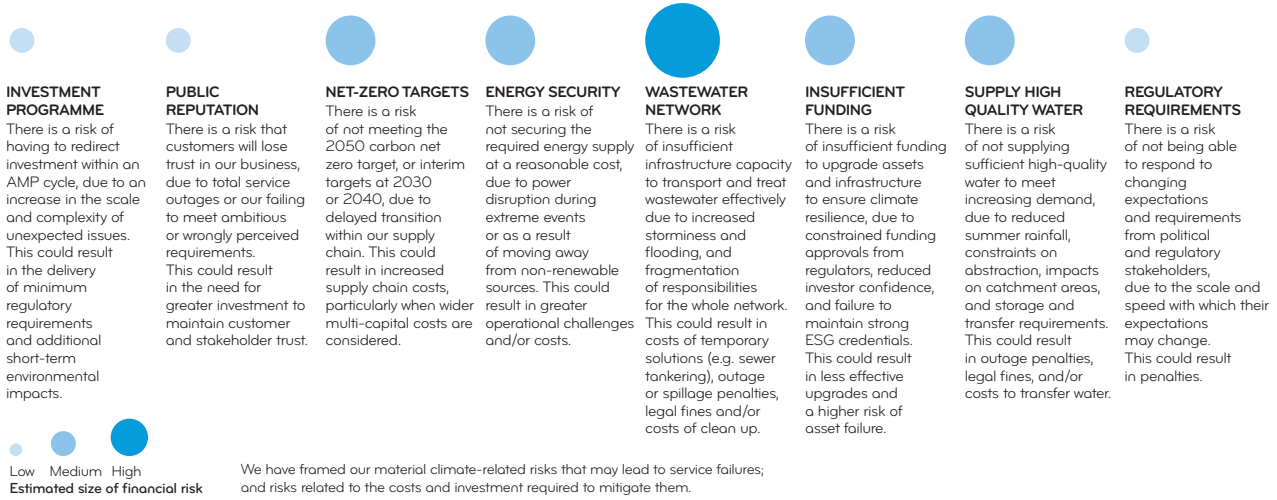 INVESTMENT
PROGRAMME
There is a risk of
having to redirect
investment within an
AMP cycle, due to an
increase in the scale
and complexity of
unexpected issues.
This could result
in the delivery
of minimum
regulatory
requirements
and additional
short-term
environmental
impacts.
PUBLIC
REPUTATION
There is a risk that
customers will lose
trust in our business,
due to total service
outages or our failing
to meet ambitious
or wrongly perceived
requirements.
This could result
in the need for
greater investment to
maintain customer
and stakeholder trust.
NET-ZERO TARGETS
There is a risk
of not meeting the
2050 carbon net
zero target, or interim
targets at 2030
or 2040, due to
delayed transition
within our supply
chain. This could
result in increased
supply chain costs,
particularly when wider
multi-capital costs are
considered.
ENERGY SECURITY
There is a risk of
not securing the
required energy supply
at a reasonable cost,
due to power
disruption during
extreme events
or as a result
of moving away
from non-renewable
sources. This could
result in greater
operational challenges
and/or costs.
WASTEWATER
NETWORK
There is a risk
of insufficient
infrastructure capacity
to transport and treat
wastewater effectively
due to increased
storminess and
flooding, and
fragmentation
of responsibilities
for the whole network.
This could result in
costs of temporary
solutions (e.g. sewer
tankering), outage
or spillage penalties,
legal fines and/or
costs of clean up.
INSUFFICIENT
FUNDING
There is a risk
of insufficient funding
to upgrade assets
and infrastructure
to ensure climate
resilience, due to
constrained funding
approvals from
regulators, reduced
investor confidence,
and failure to
maintain strong
ESG credentials.
This could result
in less effective
upgrades and
a higher risk of
asset failure.
SUPPLY HIGH
QUALITY WATER
There is a risk
of not supplying
sufficient high-quality
water to meet
increasing demand,
due to reduced
summer rainfall,
constraints on
abstraction, impacts
on catchment areas,
and storage and
transfer requirements.
This could result
in outage penalties,
legal fines, and/or
costs to transfer water.
REGULATORY
REQUIREMENTS
There is a risk
of not being able
to respond to
changing
expectations
and requirements
from political
and regulatory
stakeholders,
due to the scale and
speed with which their
expectations
may change.
This could result
in penalties.
Low Medium High
Estimated size of financial risk
We have framed our material climate-related risks that may lead to service failures;
and risks related to the costs and investment required to mitigate them.